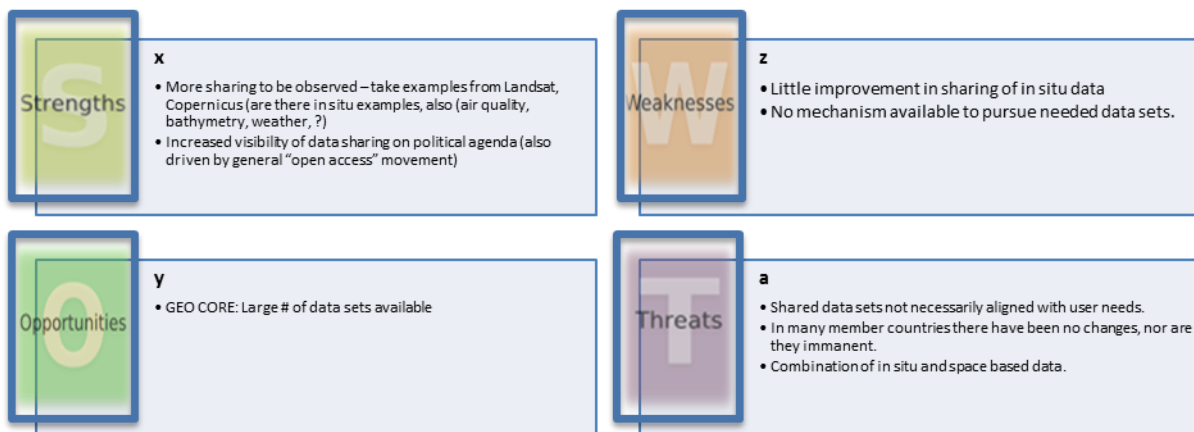 S
Strengths
x
• More sharing to be observed – take examples from Landsat,
Copernicus (are there in situ examples, also (air quality,
bathymetry, weather, ?)
• Increased visibility of data sharing on political agenda (also
driven by general “open access” movement)
W
Weaknesses
z
• Little improvement in sharing of in situ data
• No mechanism available to pursue needed data sets.
O
Opportunities
y
• GEO CORE: Large # of data sets available
T
Threats
a
• Shared data sets not necessarily aligned with user needs.
• In many member countries there have been no changes, nor are
they immanent.
• Combination of in situ and space based data.